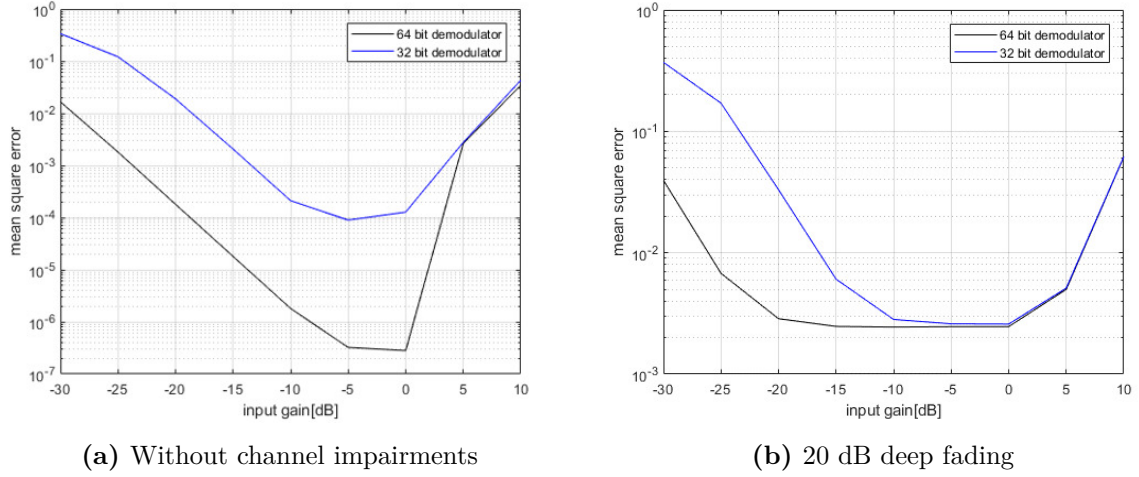 10^0
10^-1
10^-2
10^-3
10^-4
10^-5
10^-6
10^-7
mean square error
-30 -25 -20 -15 -10 -5 0 5 10
input gain[dB]
64 bit demodulator
32 bit demodulator
(a) Without channel impairments
10^0
10^-1
10^-2
10^-3
mean square error
-30 -25 -20 -15 -10 -5 0 5 10
input gain[dB]
64 bit demodulator
32 bit demodulator
(b) 20 dB deep fading